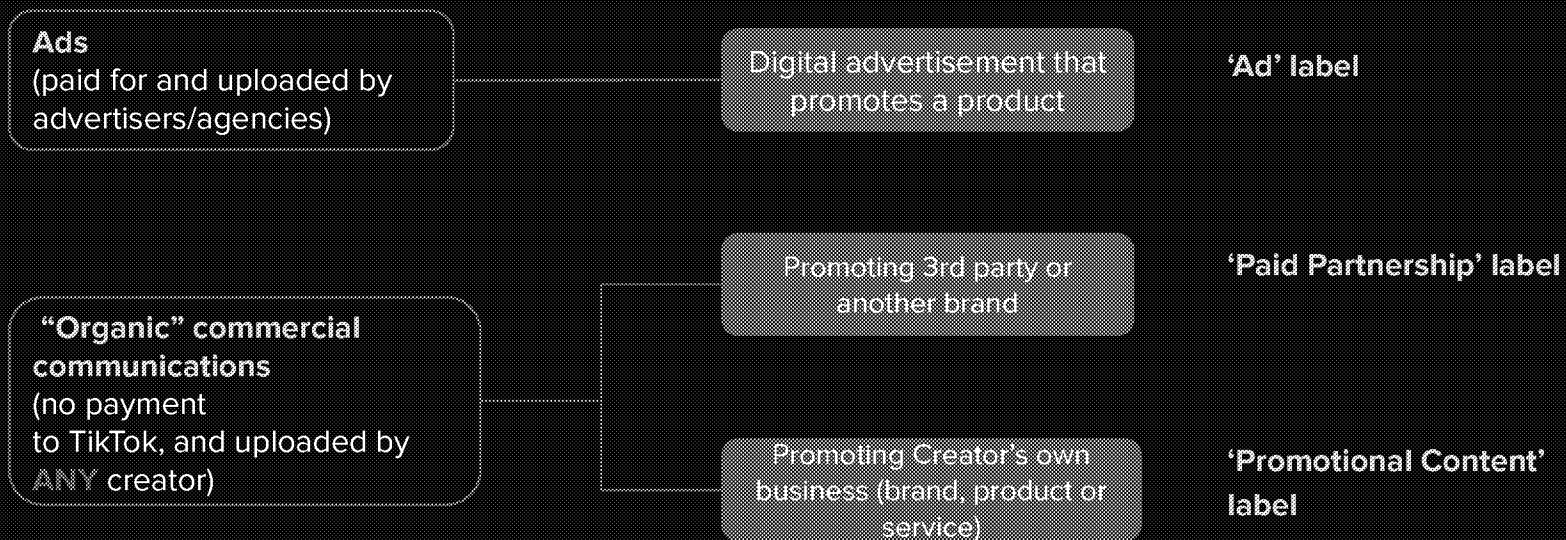 Ads
(paid for and uploaded by
advertisers/agencies)
Digital advertisement that
promotes a product
‘Ad’ label
“Organic” commercial
communications
(no payment
to TikTok, and uploaded by
ANY creator)
Promoting 3rd party or
another brand
‘Paid Partnership’ label
Promoting Creator’s own
business (brand, product or
service)
‘Promotional Content’
label